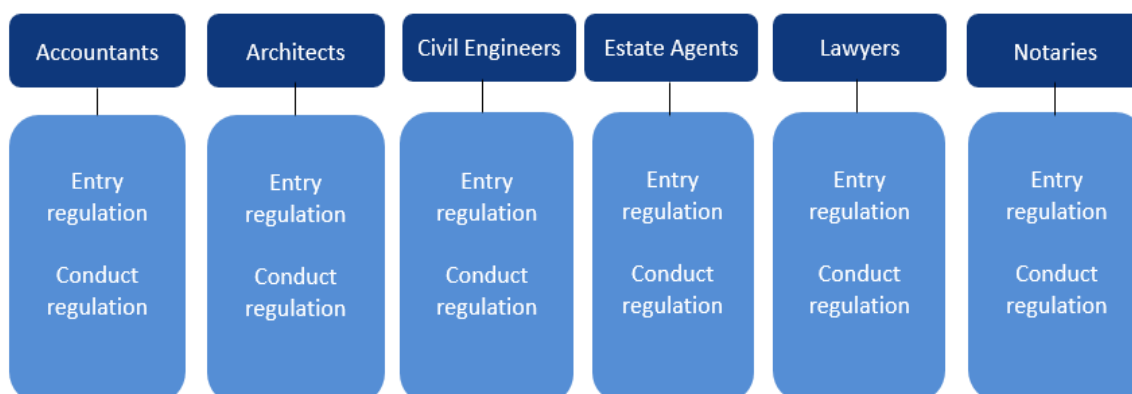 Accountants
Architects
Civil Engineers
Estate Agents
Lawyers
Notaries
Entry
regulation
Conduct
regulation
Entry
regulation
Conduct
regulation
Entry
regulation
Conduct
regulation
Entry
regulation
Conduct
regulation
Entry
regulation
Conduct
regulation
Entry
regulation
Conduct
regulation